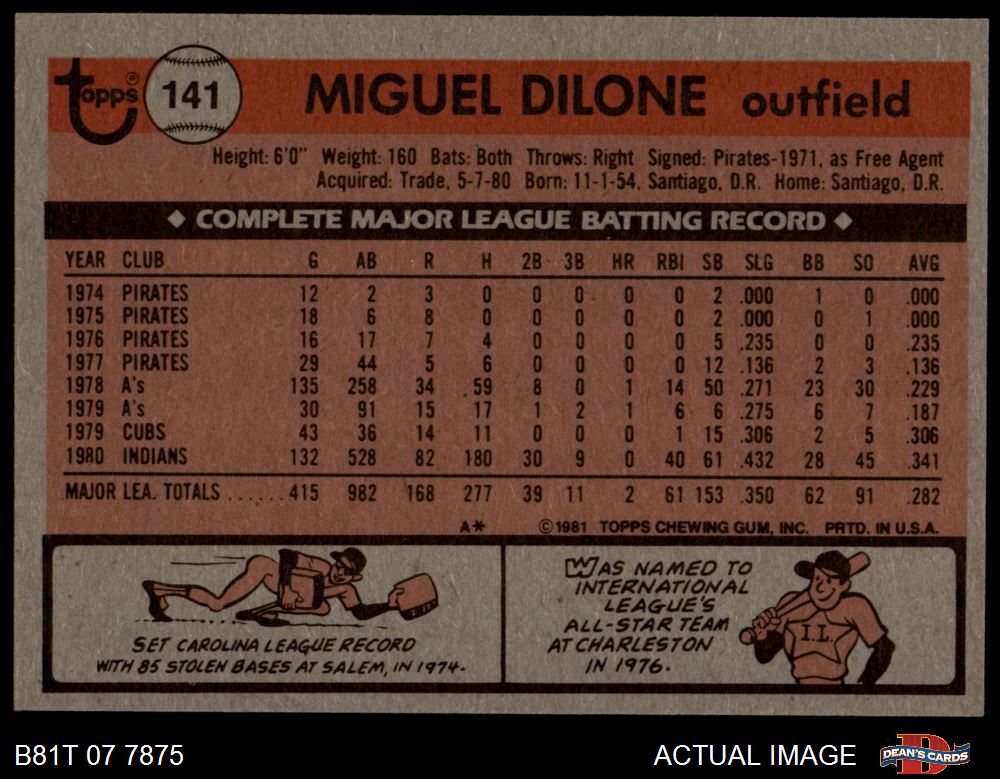 topps® 141 MIGUEL DILONE outfield
Height: 6'0" Weight: 160 Bats: Both Throws: Right Signed: Pirates-1971, as Free Agent
Acquired: Trade, 5-7-80 Born: 11-1-54, Santiago, D.R. Home: Santiago, D.R.
◆ COMPLETE MAJOR LEAGUE BATTING RECORD ◆
YEAR CLUB G AB R H 2B 3B HR RBI SB SLG BB SO AVG
1974 PIRATES 12 2 3 0 0 0 0 0 2 .000 1 0 .000
1975 PIRATES 18 6 8 0 0 0 0 0 2 .000 0 1 .000
1976 PIRATES 16 17 7 4 0 0 0 0 5 .235 0 0 .235
1977 PIRATES 29 44 5 6 0 0 0 0 12 .136 2 3 .136
1978 A's 135 258 34 59 8 0 1 14 50 .271 23 30 .229
1979 A's 30 91 15 17 1 2 1 6 6 .275 6 7 .187
1979 CUBS 43 36 14 11 0 0 0 1 15 .306 2 5 .306
1980 INDIANS 132 528 82 180 30 9 0 40 61 .432 28 45 .341
MAJOR LEA. TOTALS ...... 415 982 168 277 39 11 2 61 153 .350 62 91 .282
A* ©1981 TOPPS CHEWING GUM, INC. PRTD. IN U.S.A.
SET CAROLINA LEAGUE RECORD
WITH 85 STOLEN BASES AT SALEM, IN 1974.
WAS NAMED TO
INTERNATIONAL
LEAGUE'S
ALL-STAR TEAM
AT CHARLESTON
IN 1976.
I.L.
B81T 07 7875 ACTUAL IMAGE DEAN'S CARDS